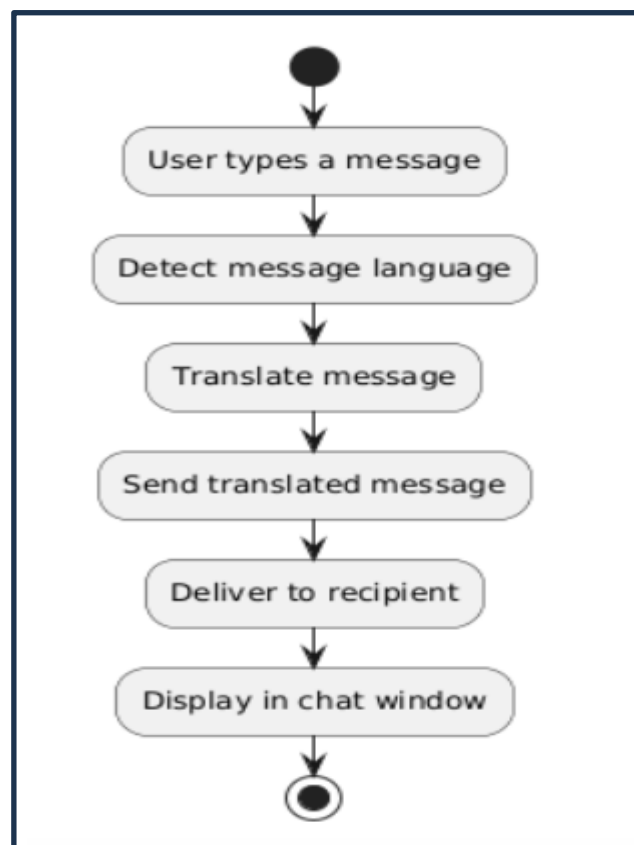 User types a message
Detect message language
Translate message
Send translated message
Deliver to recipient
Display in chat window